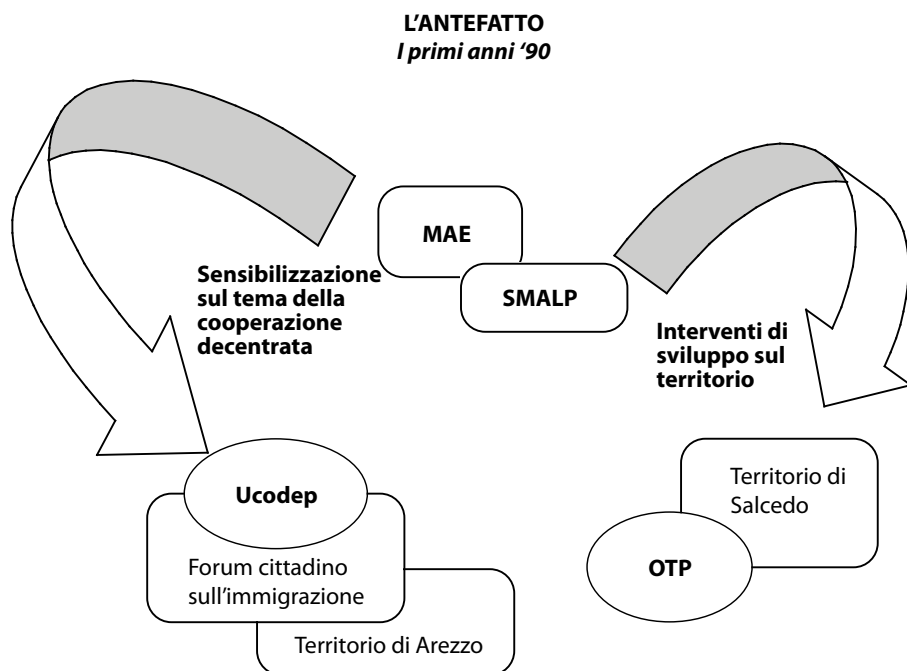 L’ANTEFATTO
I primi anni ‘90
MAE
SMALP
Sensibilizzazione
sul tema della
cooperazione
decentrata
Interventi di
sviluppo sul
territorio
Ucodep
Forum cittadino
sull’immigrazione
Territorio di Arezzo
Territorio di
Salcedo
OTP